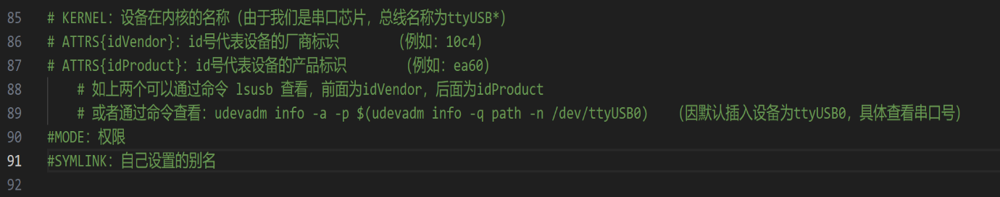 85 # KERNEL：设备在内核的名称（由于我们是串口芯片，总线名称为ttyUSB*）
86 # ATTRS{idVendor}：id号代表设备的厂商标识 （例如：10c4）
87 # ATTRS{idProduct}：id号代表设备的产品标识 （例如：ea60）
88 # 如上两个可以通过命令 lsusb 查看，前面为idVendor，后面为idProduct
89 # 或者通过命令查看：udevadm info -a -p $(udevadm info -q path -n /dev/ttyUSB0) （因默认插入设备为ttyUSB0，具体查看串口号）
90 #MODE：权限
91 #SYMLINK：自己设置的别名
92